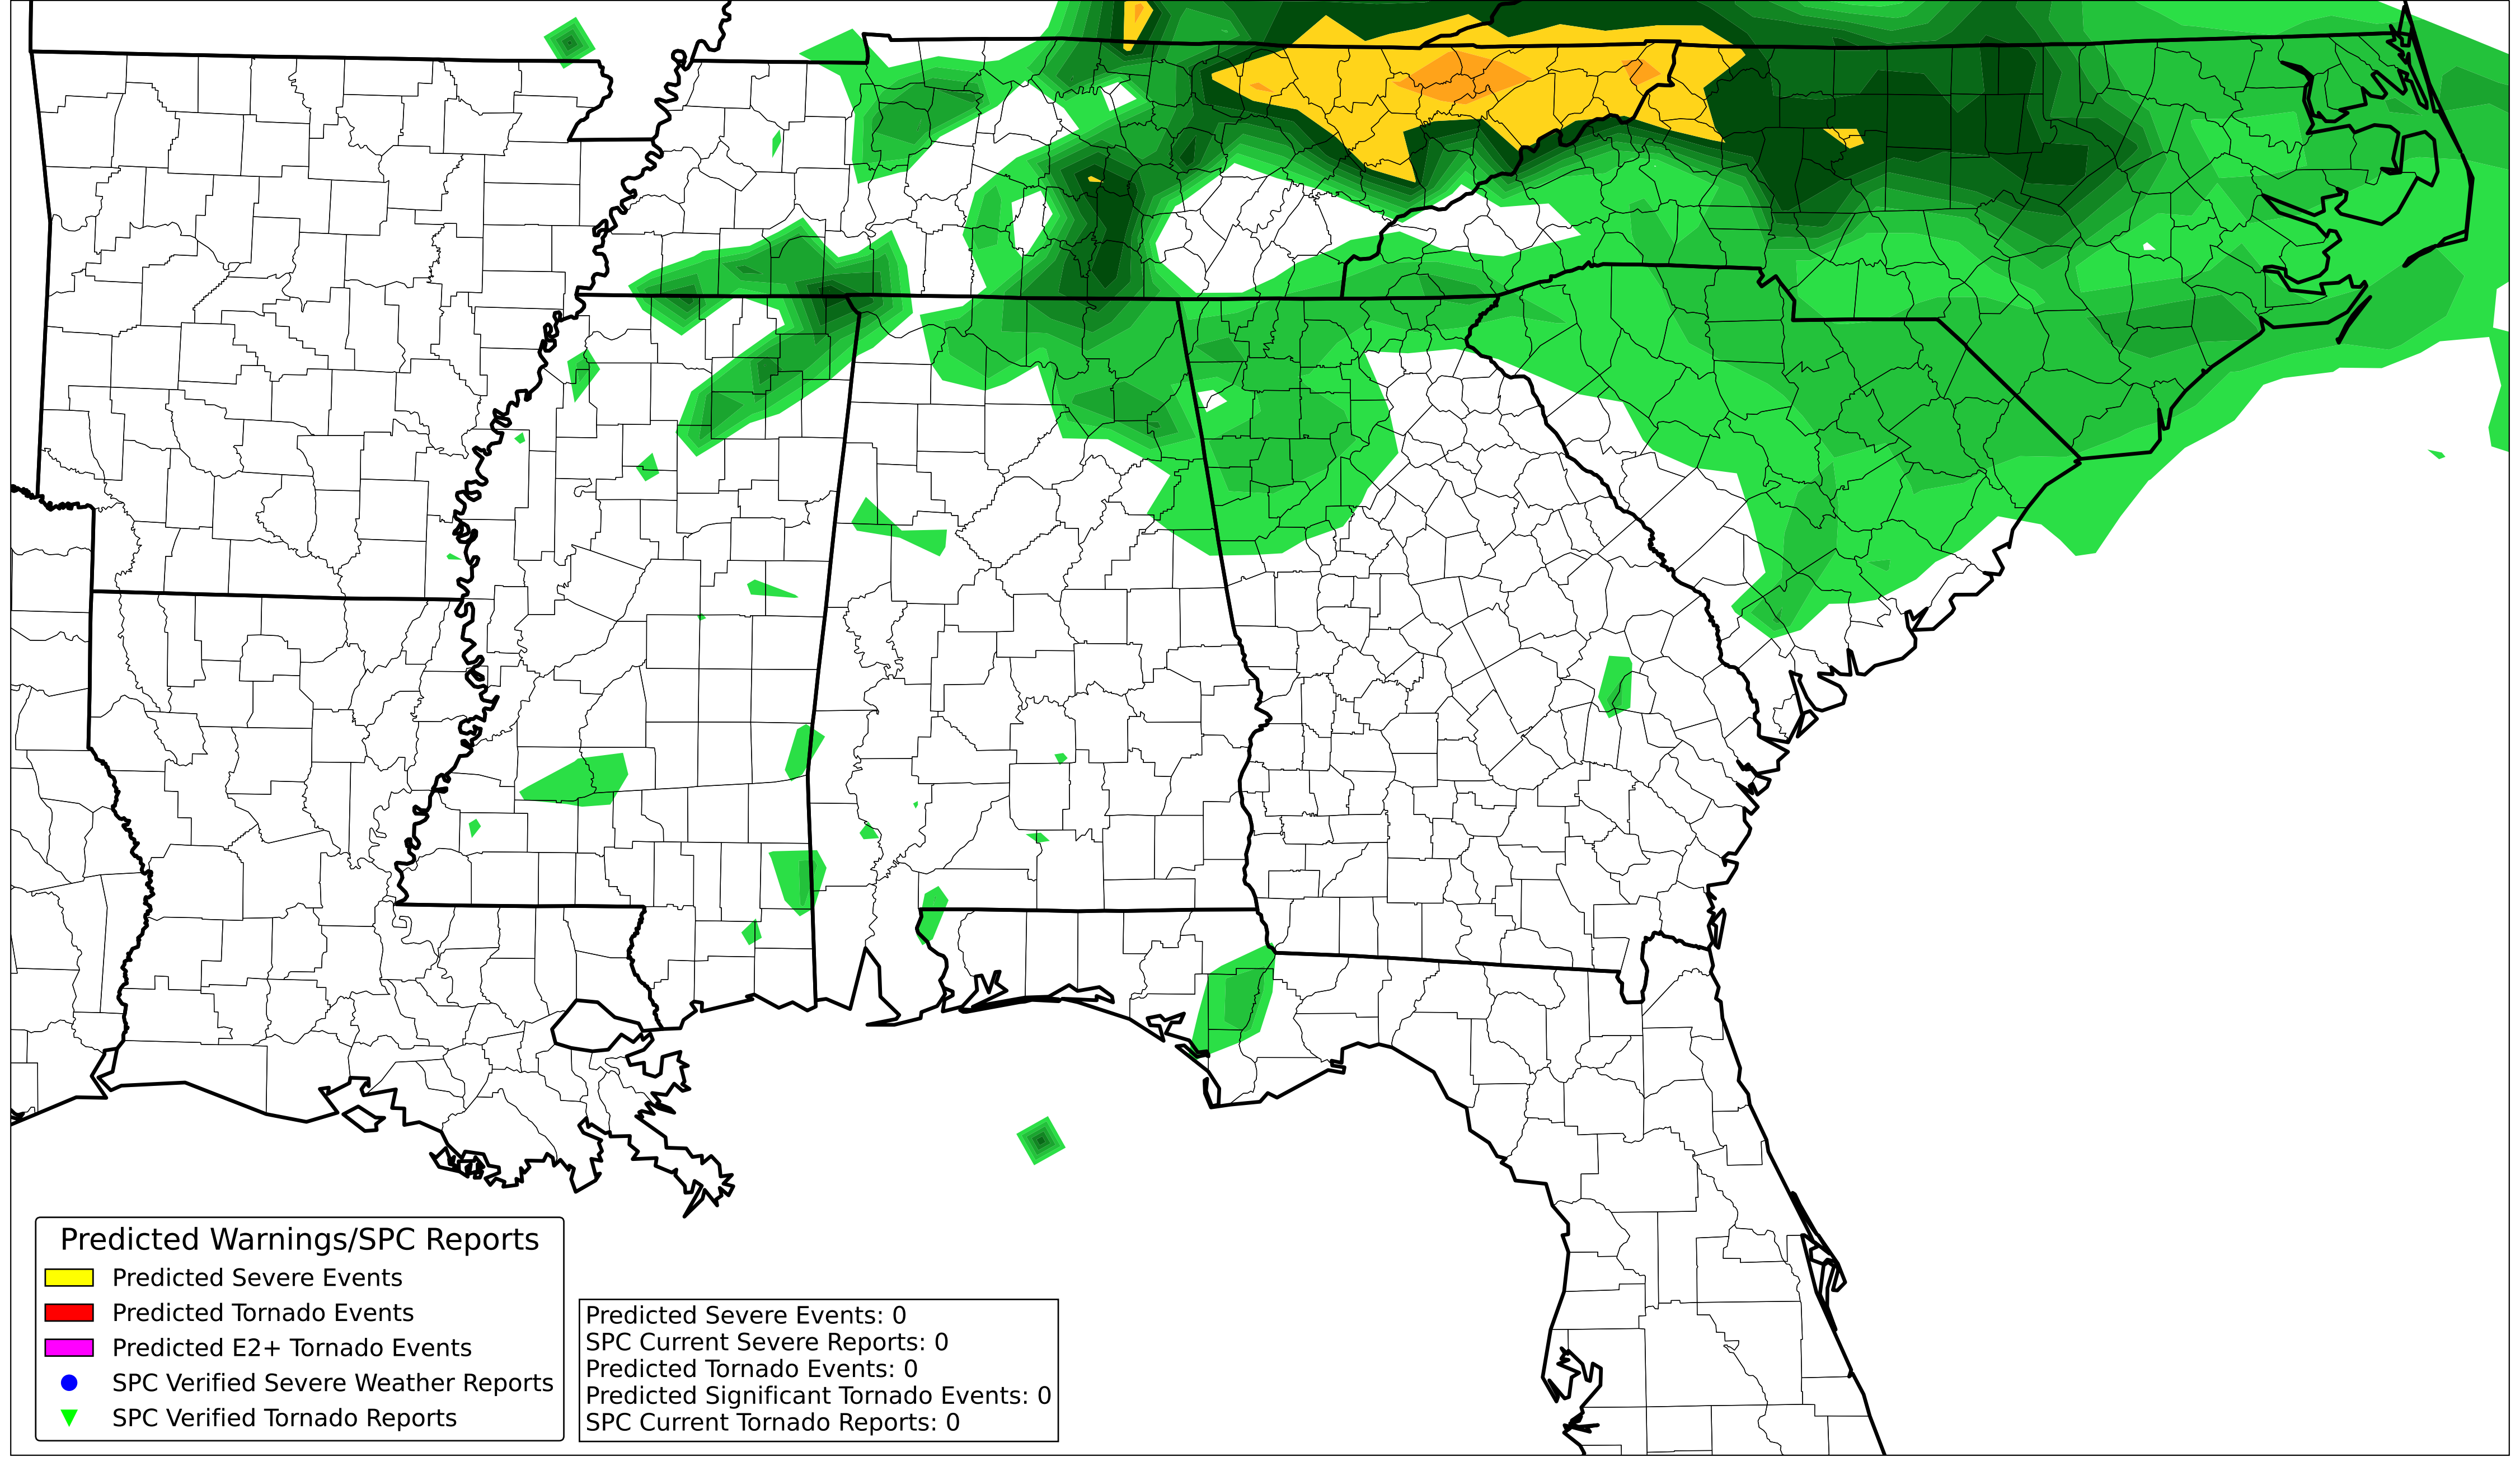 Predicted Warnings/SPC Reports
Predicted Severe Events
Predicted Tornado Events
Predicted E2+ Tornado Events
SPC Verified Severe Weather Reports
SPC Verified Tornado Reports
Predicted Severe Events: 0
SPC Current Severe Reports: 0
Predicted Tornado Events: 0
Predicted Significant Tornado Events: 0
SPC Current Tornado Reports: 0